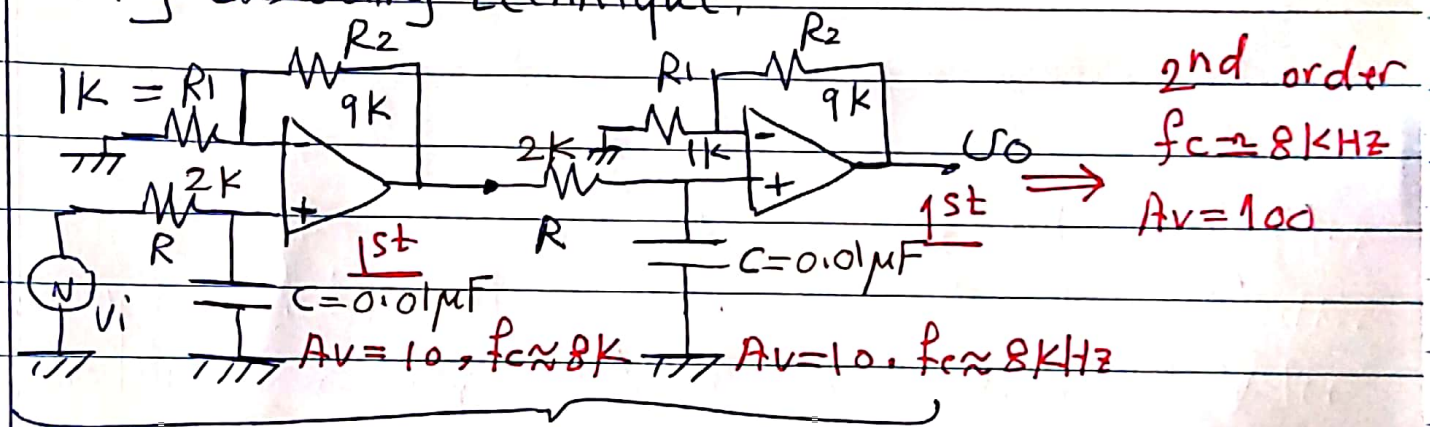 technique.
R2
R2
1K = R1
9K
R1
9K
2nd order
2K
1K
Vo
fc ≈ 8KHz
2K
+
-
+
⇒
R
1st
R
1st
Av = 100
C=0.01μF
C=0.01μF
N
Vi
Av = 10, fc≈8K
Av=10. fc≈8KHz